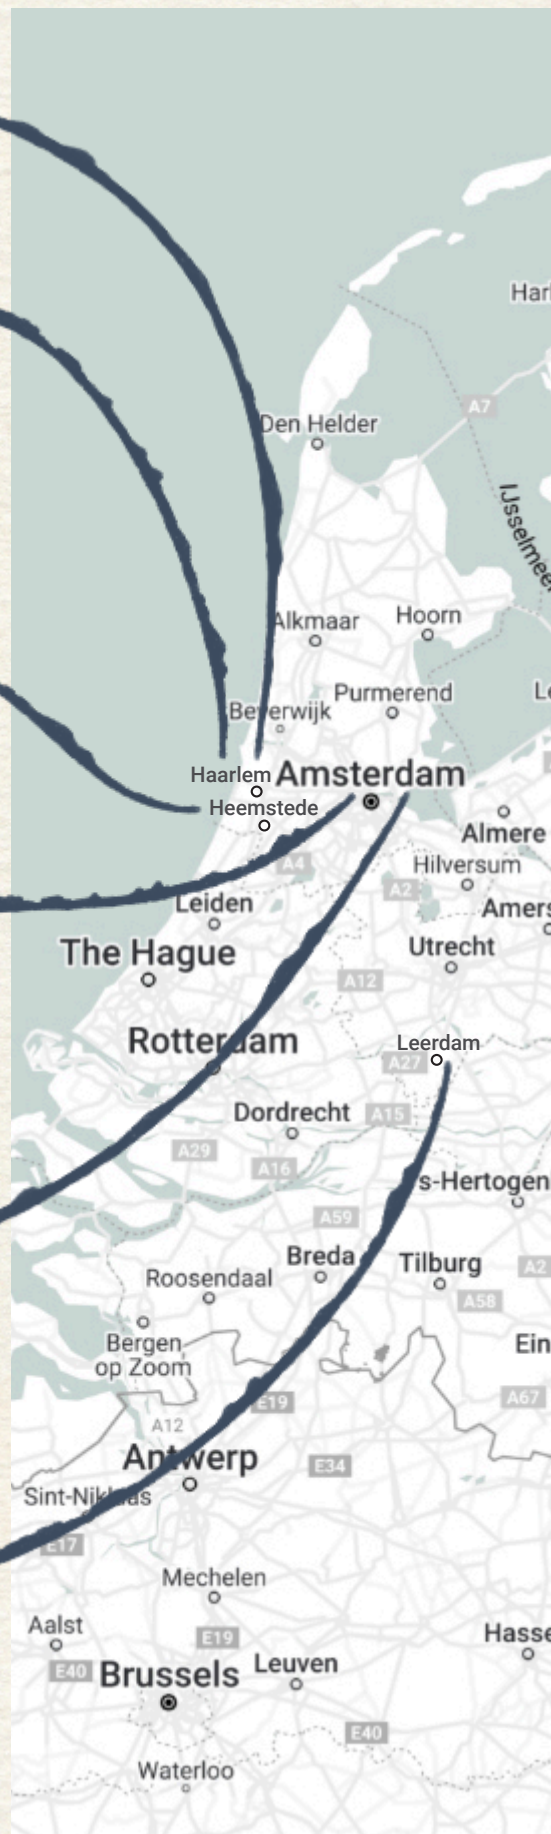 Harl
A7
Den Helder
IJsselmeer
Alkmaar
Hoorn
Purmerend
Beverwijk
Le
Haarlem
Amsterdam
Heemstede
Almere
A4
Hilversum
A2
Leiden
Amers
Utrecht
The Hague
A12
Rotterdam
Leerdam
A27
Dordrecht
A15
A29
A16
s-Hertogen
A59
Breda
Tilburg
A2
Roosendaal
A58
Bergen
op Zoom
Ein
A67
E19
A12
Antwerp
E34
Sint-Niklaas
E17
Mechelen
Aalst
E19
Hasse
E40
Brussels
Leuven
E40
Waterloo